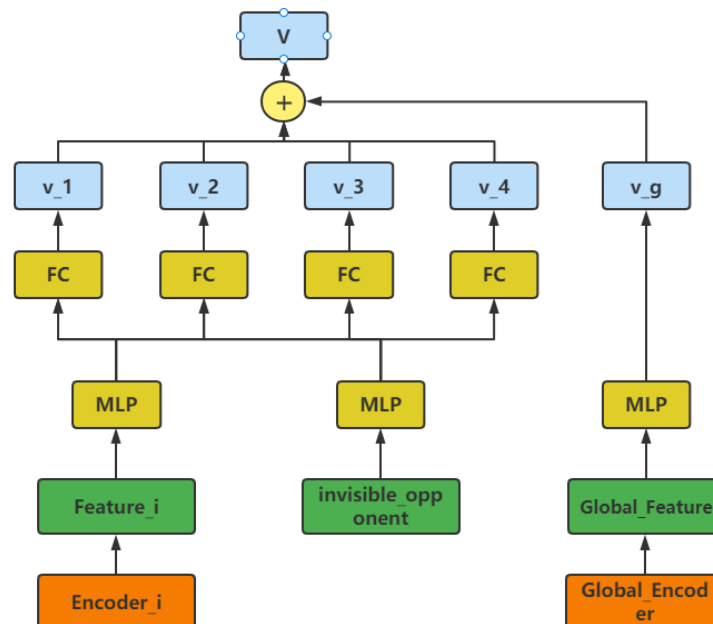 V
+
v_1
v_2
v_3
v_4
v_g
FC
FC
FC
FC
MLP
MLP
MLP
Feature_i
invisible_opp
onent
Global_Feature
Encoder_i
Global_Encod
er